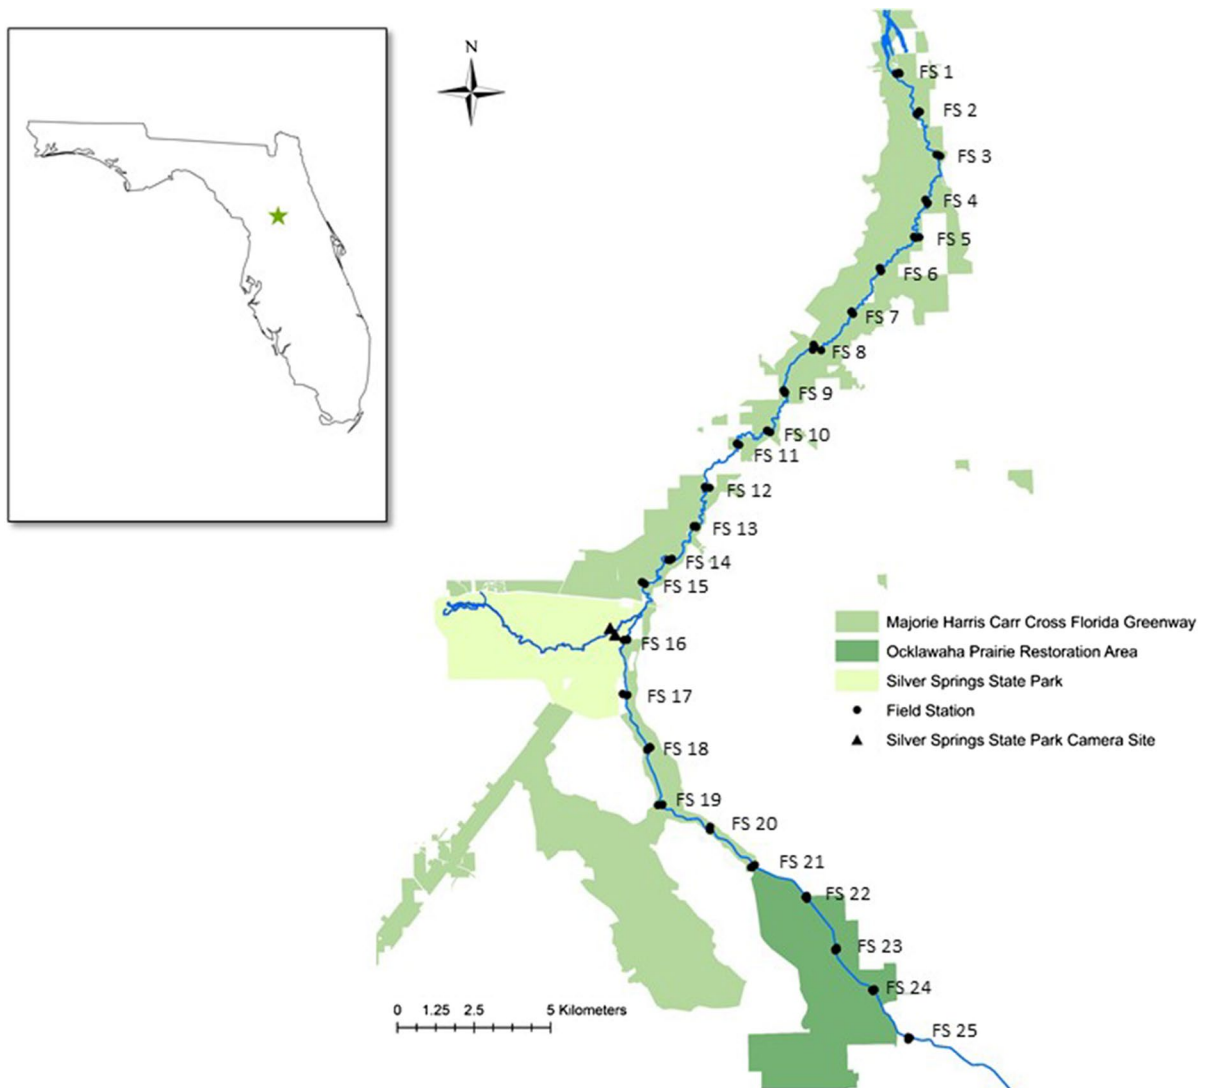 N
FS 1
FS 2
FS 3
FS 4
FS 5
FS 6
FS 7
FS 8
FS 9
FS 10
FS 11
FS 12
FS 13
FS 14
FS 15
FS 16
FS 17
FS 18
FS 19
FS 20
FS 21
FS 22
FS 23
FS 24
FS 25
Majorie Harris Carr Cross Florida Greenway
Ocklawaha Prairie Restoration Area
Silver Springs State Park
Field Station
Silver Springs State Park Camera Site
0 1.25 2.5 5 Kilometers